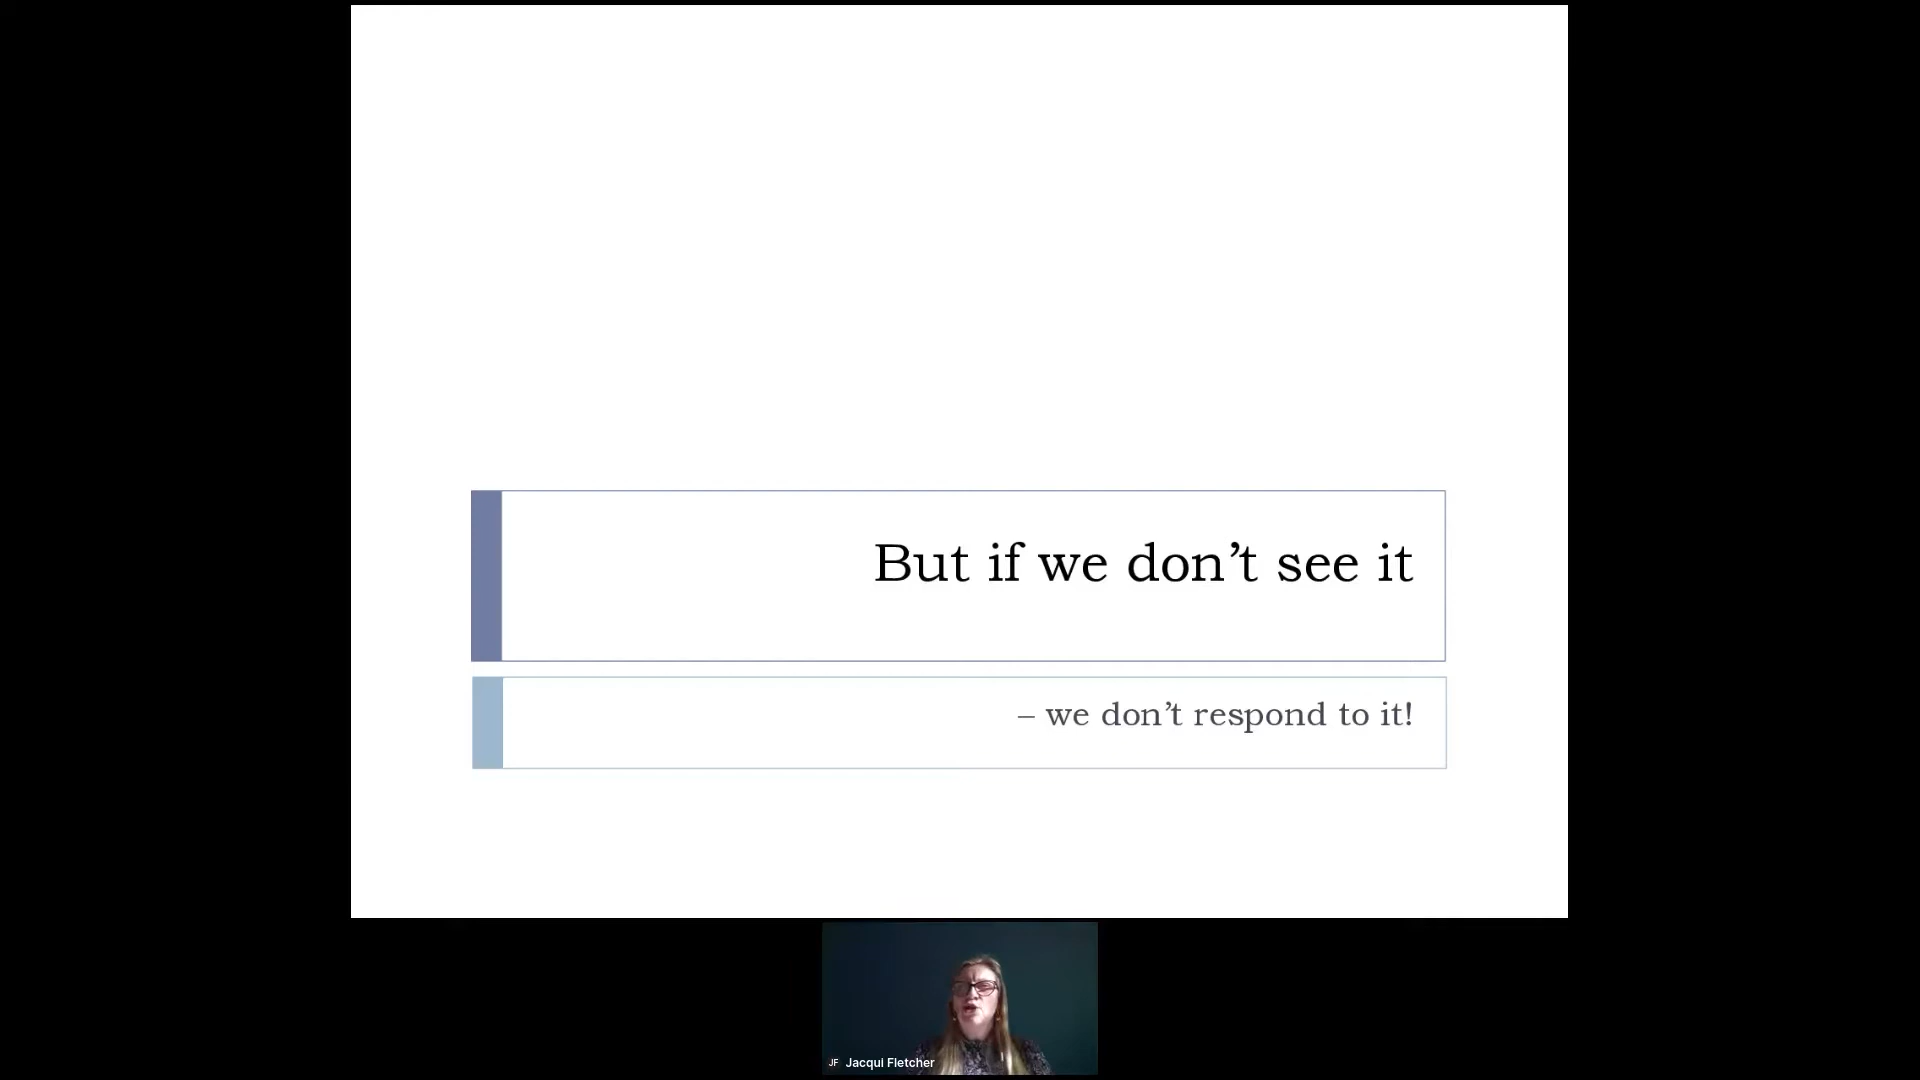 But if we don’t see it
– we don’t respond to it!
JF Jacqui Fletcher